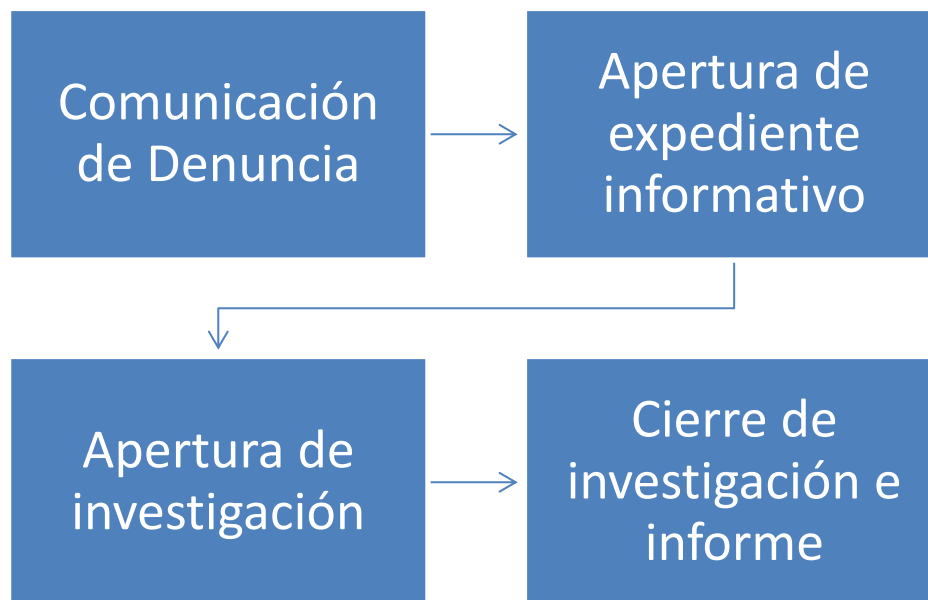 Comunicación
de Denuncia
Apertura de
expediente
informativo
Apertura de
investigación
Cierre de
investigación e
informe